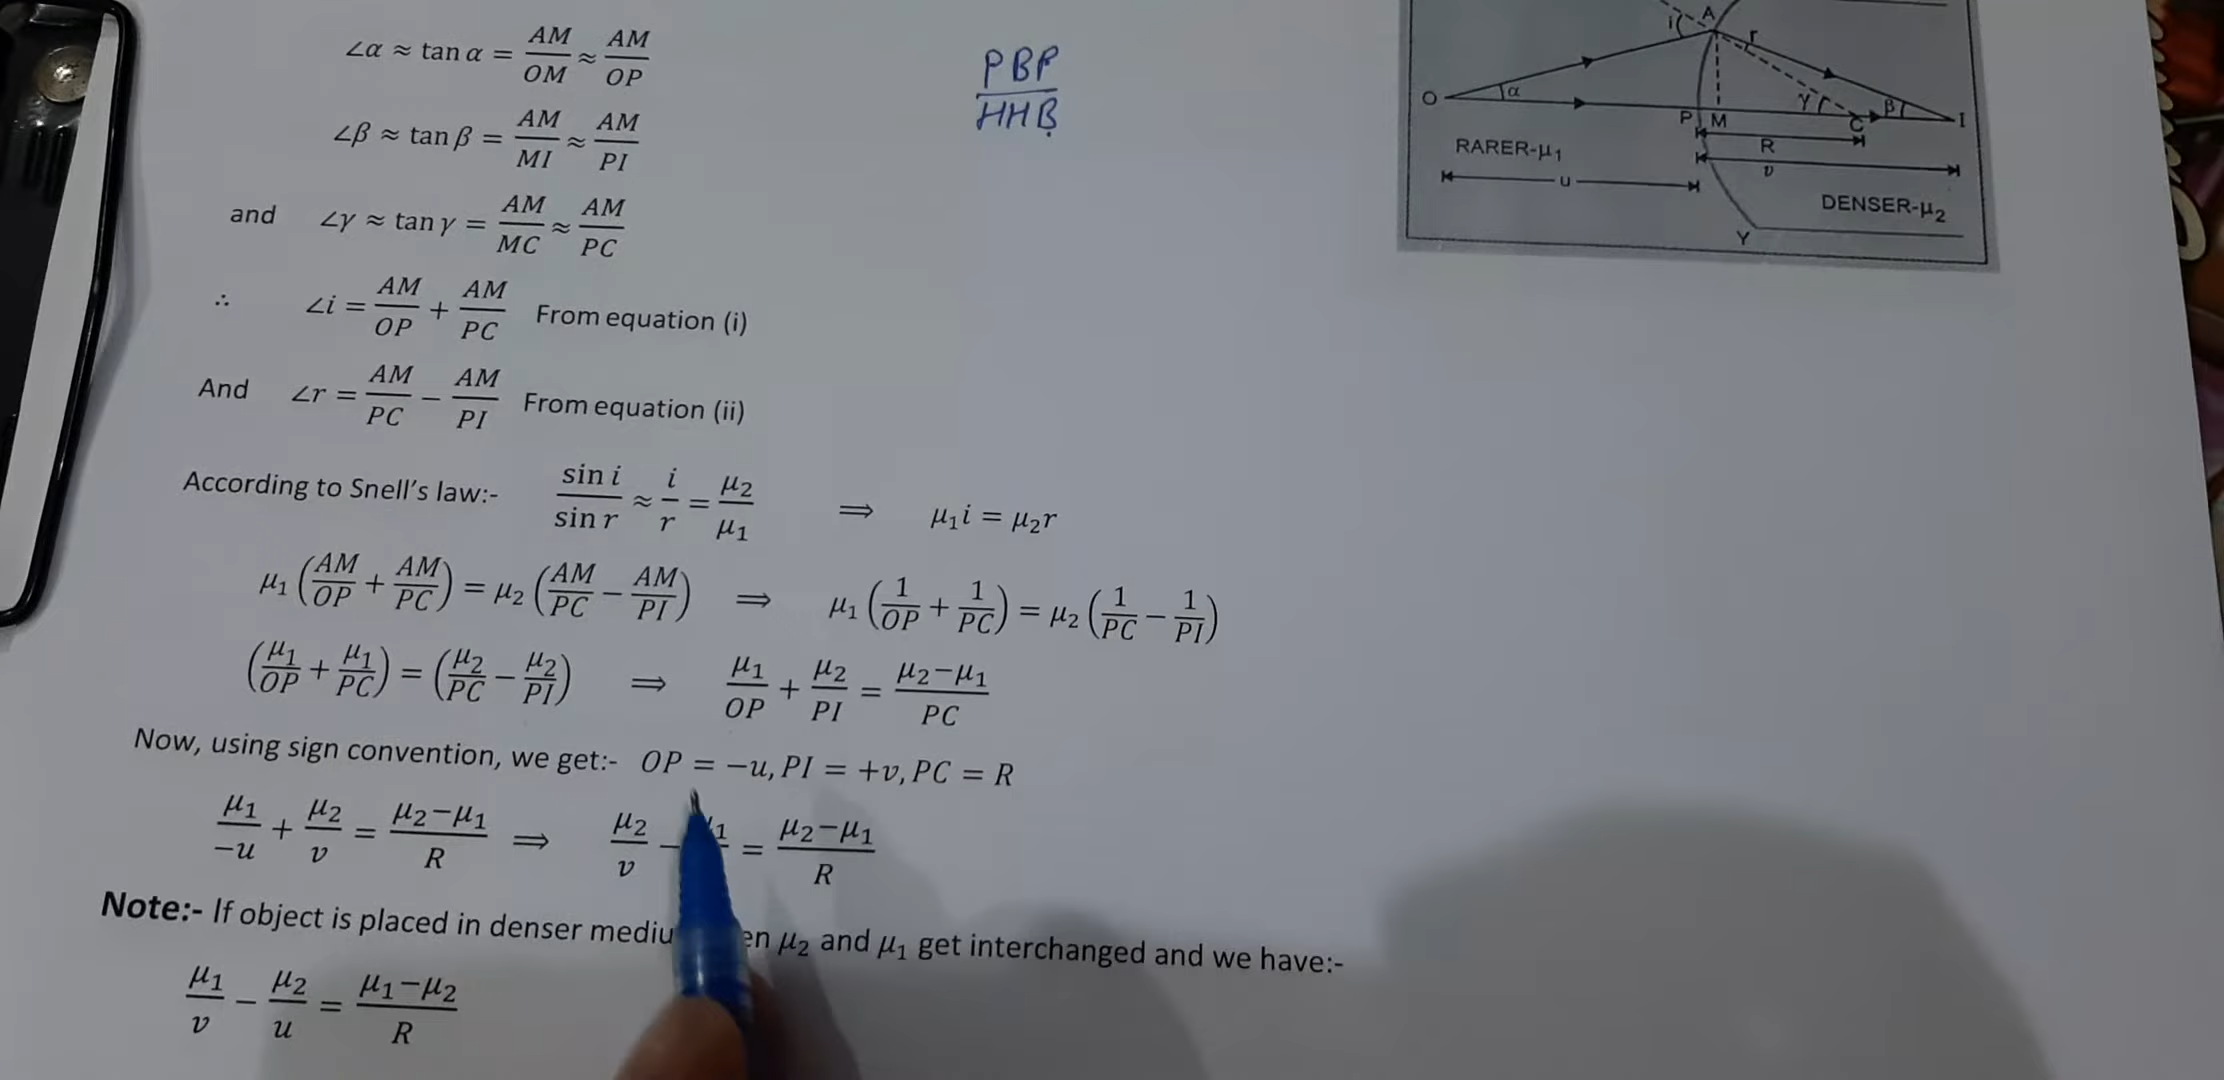 ∠α ≈ tan α = AM/OM ≈ AM/OP
∠β ≈ tan β = AM/MI ≈ AM/PI
and ∠γ ≈ tan γ = AM/MC ≈ AM/PC
∴ ∠i = AM/OP + AM/PC From equation (i)
And ∠r = AM/PC − AM/PI From equation (ii)
According to Snell's law:- sin i/sin r ≈ i/r = μ₂/μ₁ ⟹ μ₁i = μ₂r
μ₁(AM/OP + AM/PC) = μ₂(AM/PC − AM/PI) ⟹ μ₁(1/OP + 1/PC) = μ₂(1/PC − 1/PI)
(μ₁/OP + μ₁/PC) = (μ₂/PC − μ₂/PI) ⟹ μ₁/OP + μ₂/PI = μ₂−μ₁/PC
Now, using sign convention, we get:- OP = −u, PI = +v, PC = R
μ₁/−u + μ₂/v = μ₂−μ₁/R ⟹ μ₂/v − = μ₂−μ₁/R
Note:- If object is placed in denser μ₂ and μ₁ get interchanged and we have:-
μ₁/v − μ₂/u = μ₁−μ₂/R
PBP
HHB
i A r
O α γ β I
P M C
RARER-μ₁ R
u v
DENSER-μ₂
Y